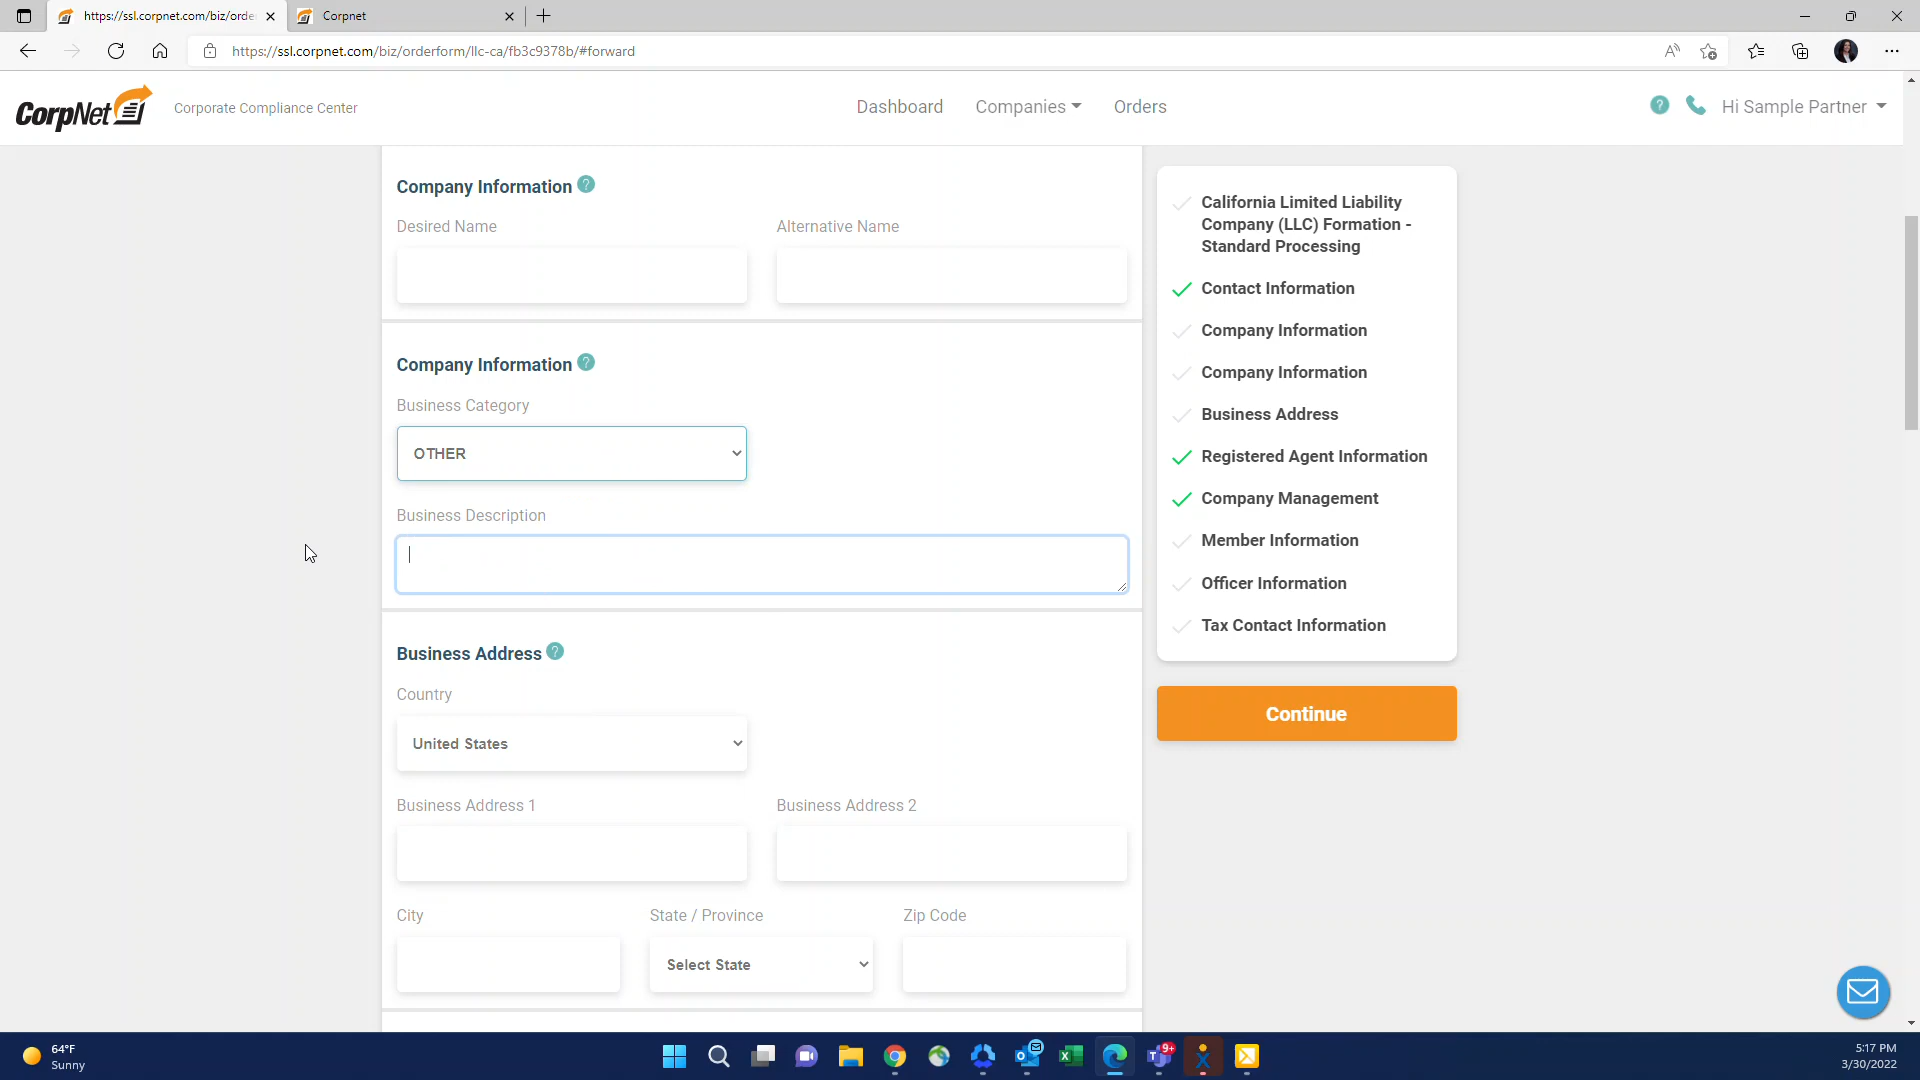 https://ssl.corpnet.com/biz/orde
Corpnet
https://ssl.corpnet.com/biz/orderform/llc-ca/fb3c9378b/#forward
CorpNet
Corporate Compliance Center
Dashboard
Companies
Orders
?
Hi Sample Partner
Company Information ?
Desired Name
Alternative Name
Company Information ?
Business Category
OTHER
Business Description
Business Address ?
Country
United States
Business Address 1
Business Address 2
City
State / Province
Zip Code
Select State
California Limited Liability
Company (LLC) Formation -
Standard Processing
Contact Information
Company Information
Company Information
Business Address
Registered Agent Information
Company Management
Member Information
Officer Information
Tax Contact Information
Continue
64°F
Sunny
9+
5:17 PM
3/30/2022